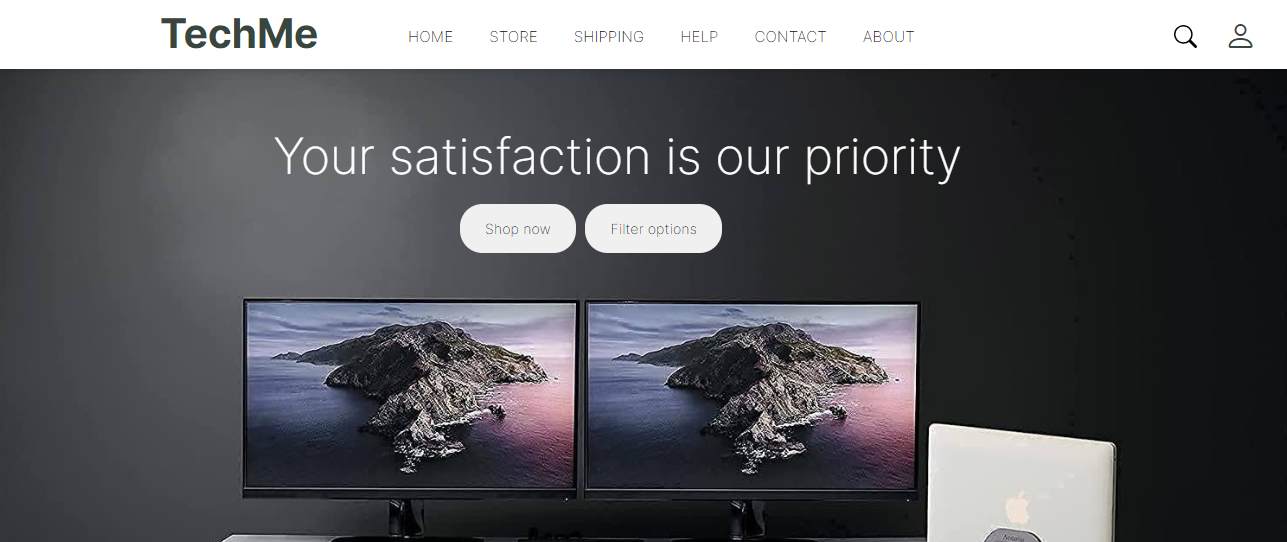 TechMe
HOME STORE SHIPPING HELP CONTACT ABOUT
Your satisfaction is our priority
Shop now Filter options